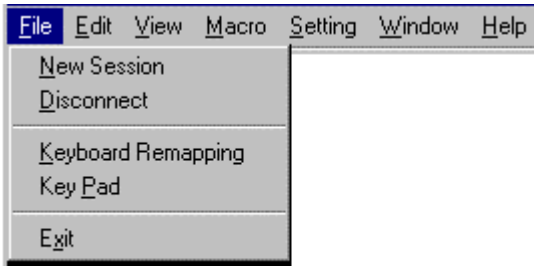 File Edit View Macro Setting Window Help
New Session
Disconnect
Keyboard Remapping
Key Pad
Exit